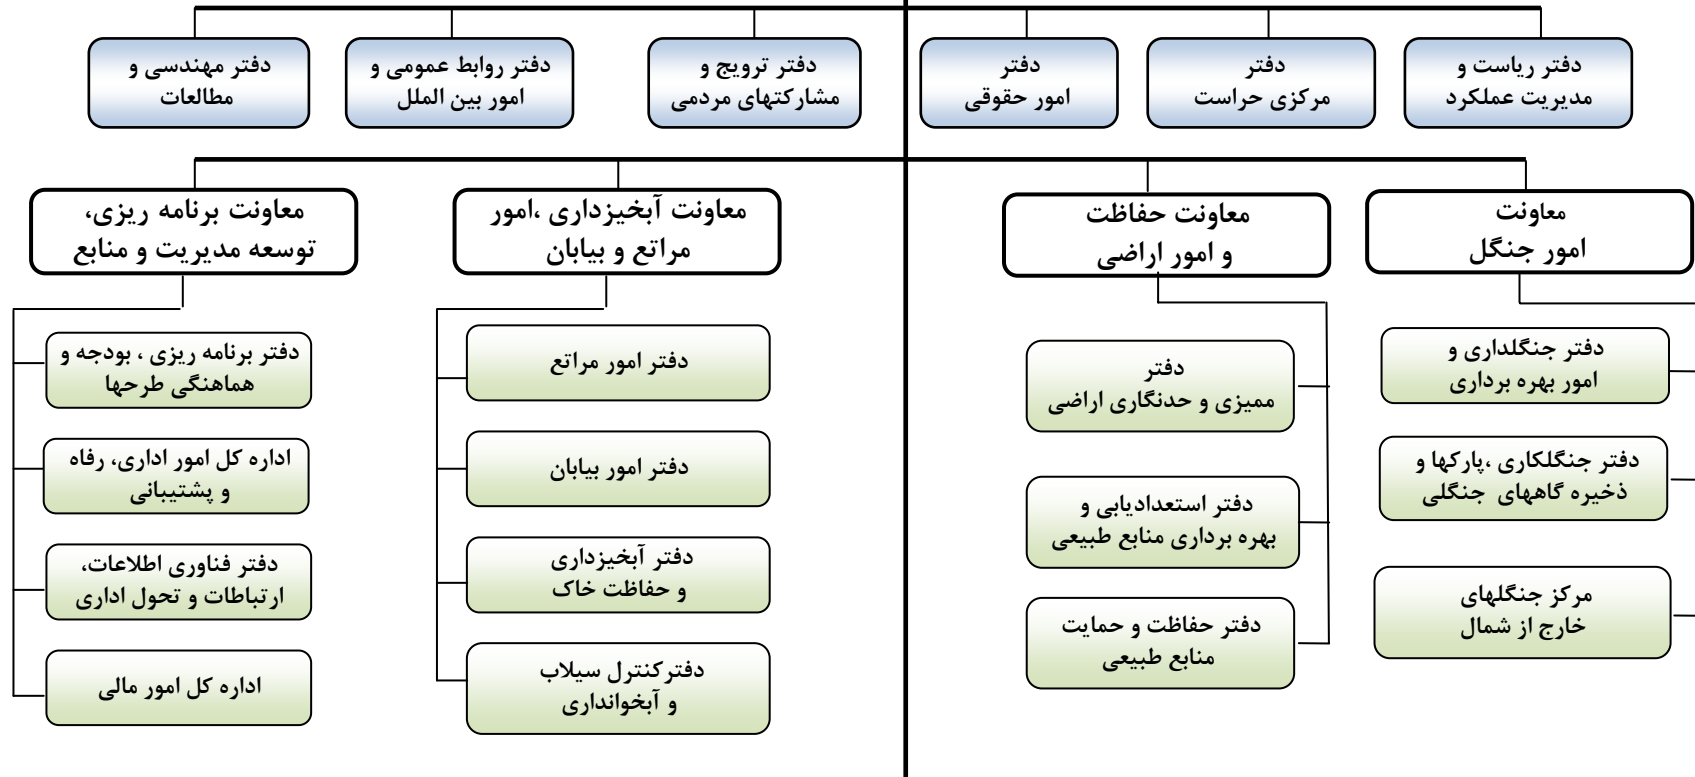 دفتر ریاست و
مدیریت عملکرد
دفتر
مرکزی حراست
دفتر
امور حقوقی
دفتر ترویج و
مشارکتهای مردمی
دفتر روابط عمومی و
امور بین الملل
دفتر مهندسی و
مطالعات
معاونت
امور جنگل
دفتر جنگلداری و
امور بهره برداری
دفتر جنگلکاری ،پارکها و
ذخیره گاههای جنگلی
مرکز جنگلهای
خارج از شمال
معاونت حفاظت
و امور اراضی
دفتر
ممیزی و حدنگاری اراضی
دفتر استعدادیابی و
بهره برداری منابع طبیعی
دفتر حفاظت و حمایت
منابع طبیعی
معاونت آبخیزداری ،امور
مراتع و بیابان
دفتر امور مراتع
دفتر امور بیابان
دفتر آبخیزداری
و حفاظت خاک
دفترکنترل سیلاب
و آبخوانداری
معاونت برنامه ریزی،
توسعه مدیریت و منابع
دفتر برنامه ریزی ، بودجه و
هماهنگی طرحها
اداره کل امور اداری، رفاه
و پشتیبانی
دفتر فناوری اطلاعات،
ارتباطات و تحول اداری
اداره کل امور مالی